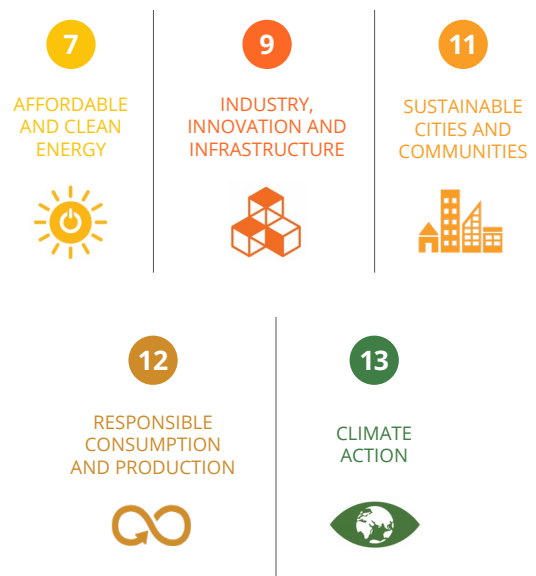 7
AFFORDABLE
AND CLEAN
ENERGY
9
INDUSTRY,
INNOVATION AND
INFRASTRUCTURE
11
SUSTAINABLE
CITIES AND
COMMUNITIES
12
RESPONSIBLE
CONSUMPTION
AND PRODUCTION
13
CLIMATE
ACTION